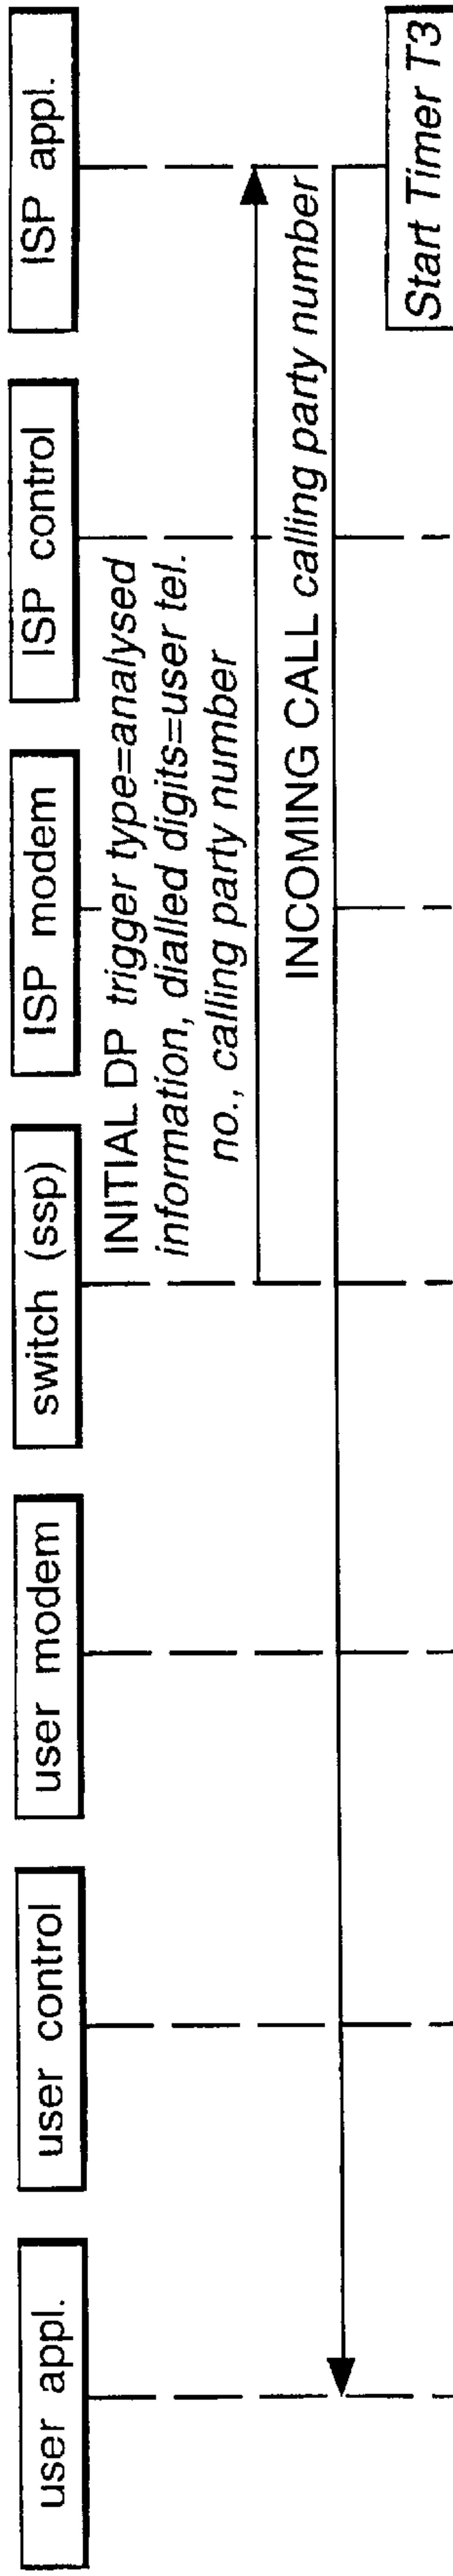 user appl.
user control
user modem
switch (ssp)
ISP modem
ISP control
ISP appl.
INITIAL DP trigger type=analysed
information, dialled digits=user tel.
no., calling party number
INCOMING CALL calling party number
Start Timer T3